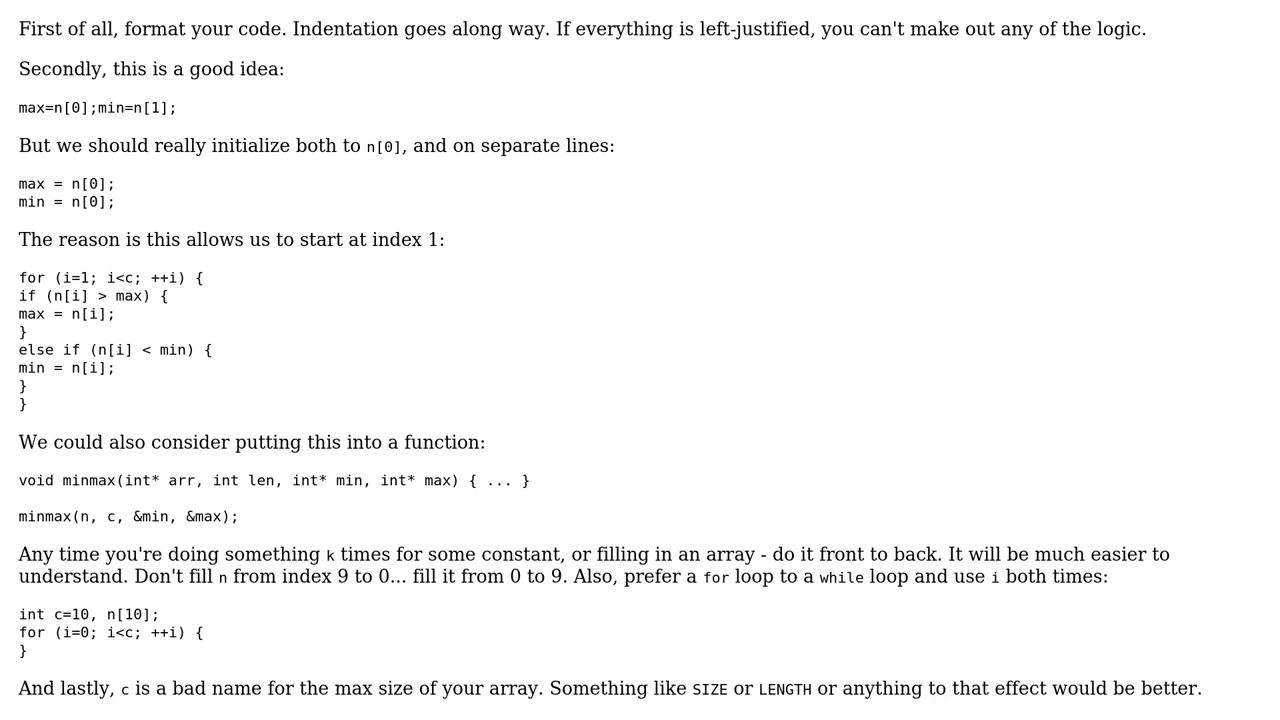 First of all, format your code. Indentation goes along way. If everything is left-justified, you can't make out any of the logic.
Secondly, this is a good idea:
max=n[0];min=n[1];
But we should really initialize both to n[0], and on separate lines:
max = n[0];
min = n[0];
The reason is this allows us to start at index 1:
for (i=1; i<c; ++i) {
if (n[i] > max) {
max = n[i];
}
else if (n[i] < min) {
min = n[i];
}
}
We could also consider putting this into a function:
void minmax(int* arr, int len, int* min, int* max) { ... }
minmax(n, c, &min, &max);
Any time you're doing something k times for some constant, or filling in an array - do it front to back. It will be much easier to
understand. Don't fill n from index 9 to 0... fill it from 0 to 9. Also, prefer a for loop to a while loop and use i both times:
int c=10, n[10];
for (i=0; i<c; ++i) {
}
And lastly, c is a bad name for the max size of your array. Something like SIZE or LENGTH or anything to that effect would be better.